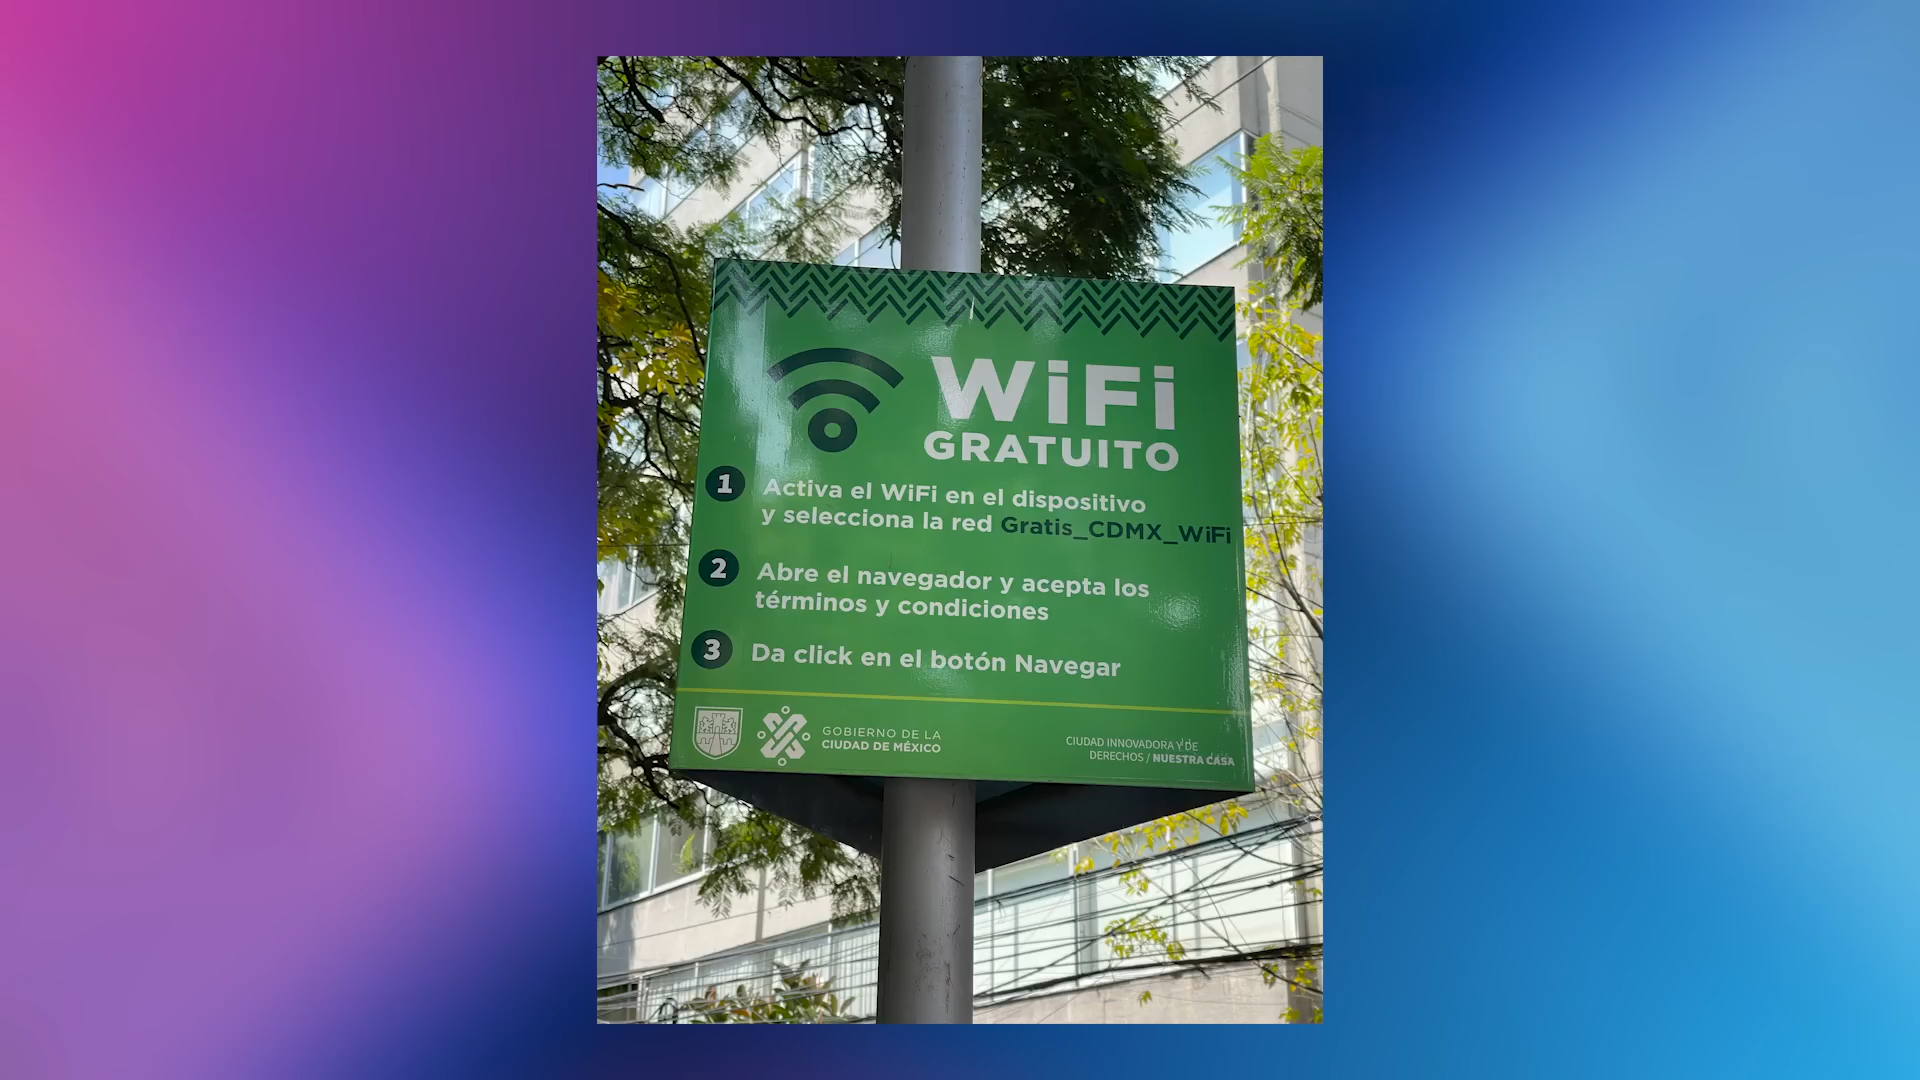 WiFi
GRATUITO
1 Activa el WiFi en el dispositivo
y selecciona la red Gratis_CDMX_WiFi
2 Abre el navegador y acepta los
términos y condiciones
3 Da click en el botón Navegar
GOBIERNO DE LA
CIUDAD DE MÉXICO
CIUDAD INNOVADORA Y DE
DERECHOS / NUESTRA CASA